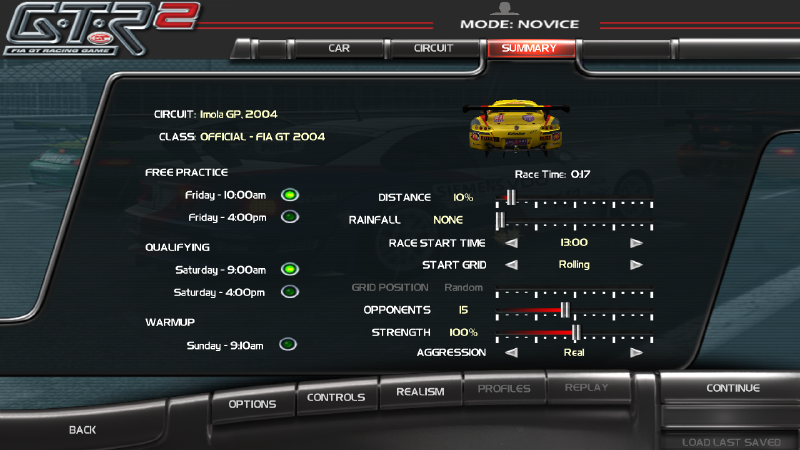 GTR2
FIA GT RACING GAME
MODE: NOVICE
CAR
CIRCUIT
SUMMARY
CIRCUIT: Imola GP, 2004
CLASS: OFFICIAL - FIA GT 2004
FREE PRACTICE
Friday - 10:00am
Friday - 4:00pm
QUALIFYING
Saturday - 9:00am
Saturday - 4:00pm
WARMUP
Sunday - 9:10am
Race Time: 0:17
DISTANCE 10%
RAINFALL NONE
RACE START TIME 13:00
START GRID Rolling
GRID POSITION Random
OPPONENTS 15
STRENGTH 100%
AGGRESSION Real
BACK
OPTIONS
CONTROLS
REALISM
PROFILES
REPLAY
CONTINUE
LOAD LAST SAVED